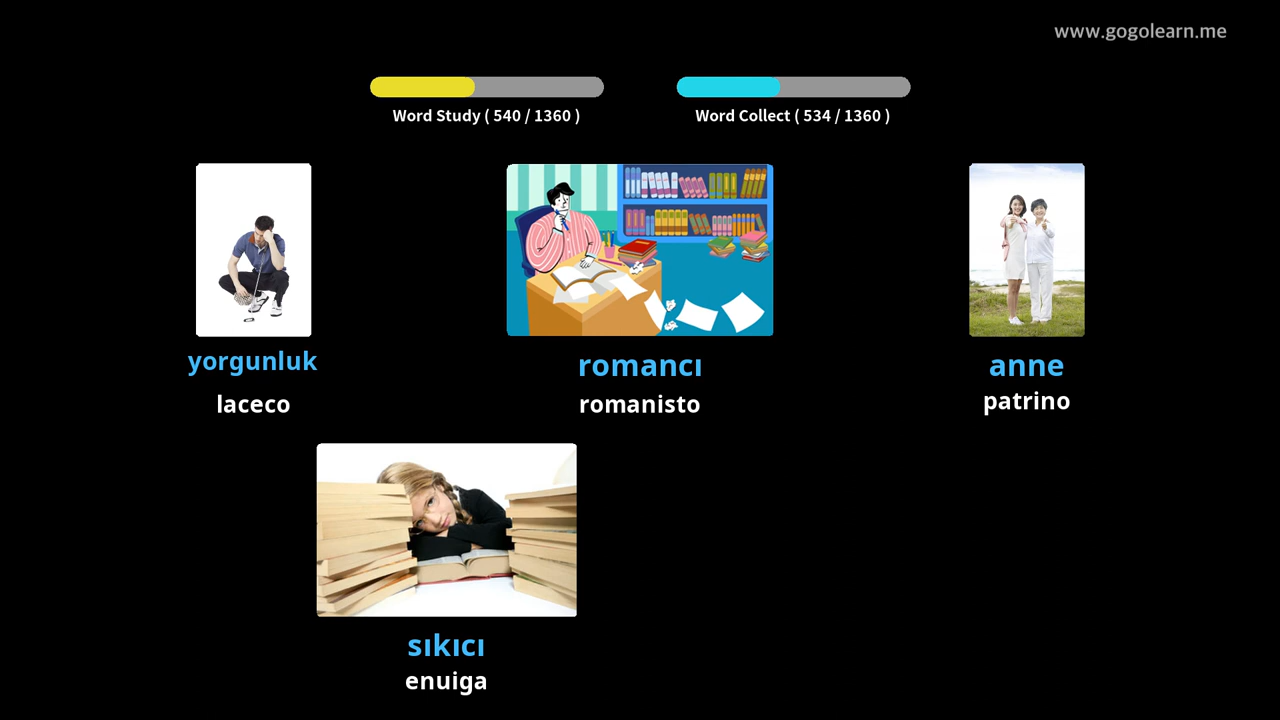 www.gogolearn.me
Word Study ( 540 / 1360 )
Word Collect ( 534 / 1360 )
yorgunluk
laceco
romancı
romanisto
anne
patrino
sıkıcı
enuiga